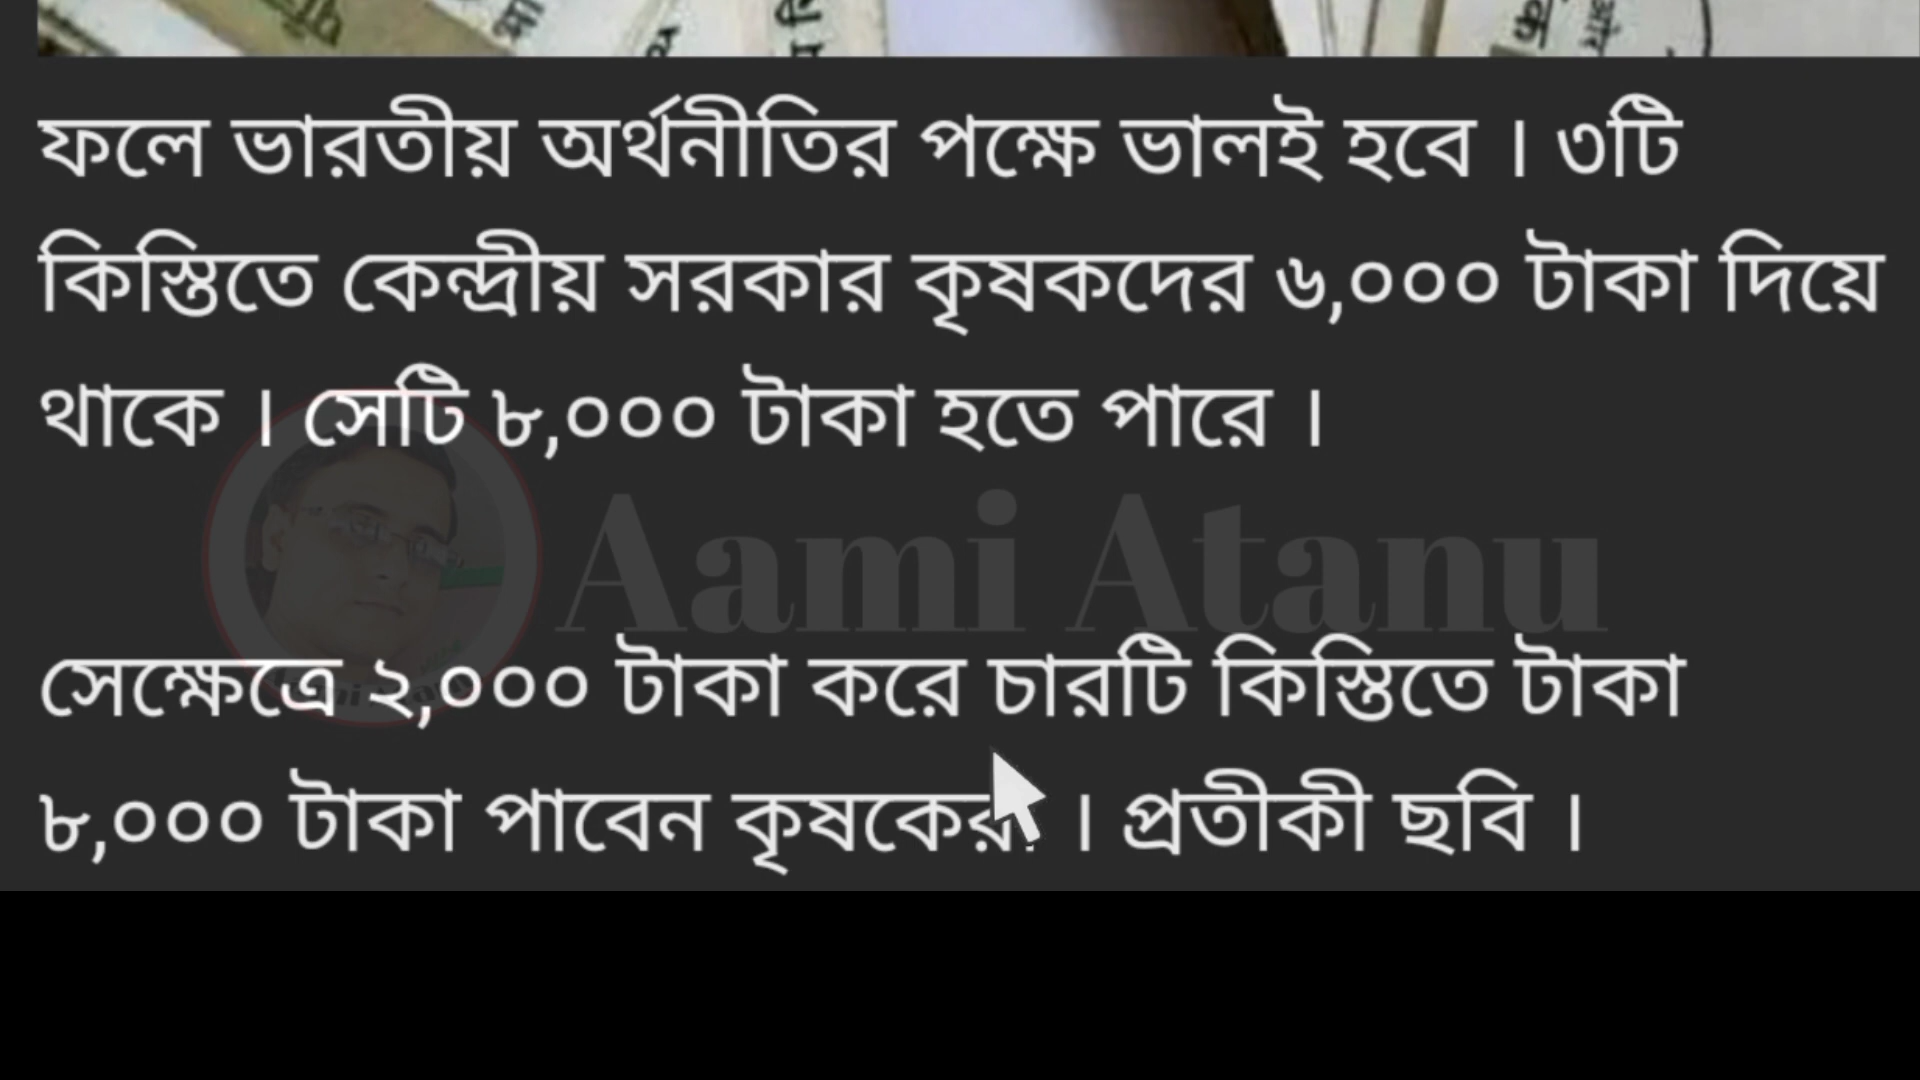 ফলে ভারতীয় অর্থনীতির পক্ষে ভালই হবে । ৩টি
কিস্তিতে কেন্দ্রীয় সরকার কৃষকদের ৬,০০০ টাকা দিয়ে
থাকে । সেটি ৮,০০০ টাকা হতে পারে ।
Aami Atanu
সেক্ষেত্রে ২,০০০ টাকা করে চারটি কিস্তিতে টাকা
৮,০০০ টাকা পাবেন কৃষকেরা । প্রতীকী ছবি ।